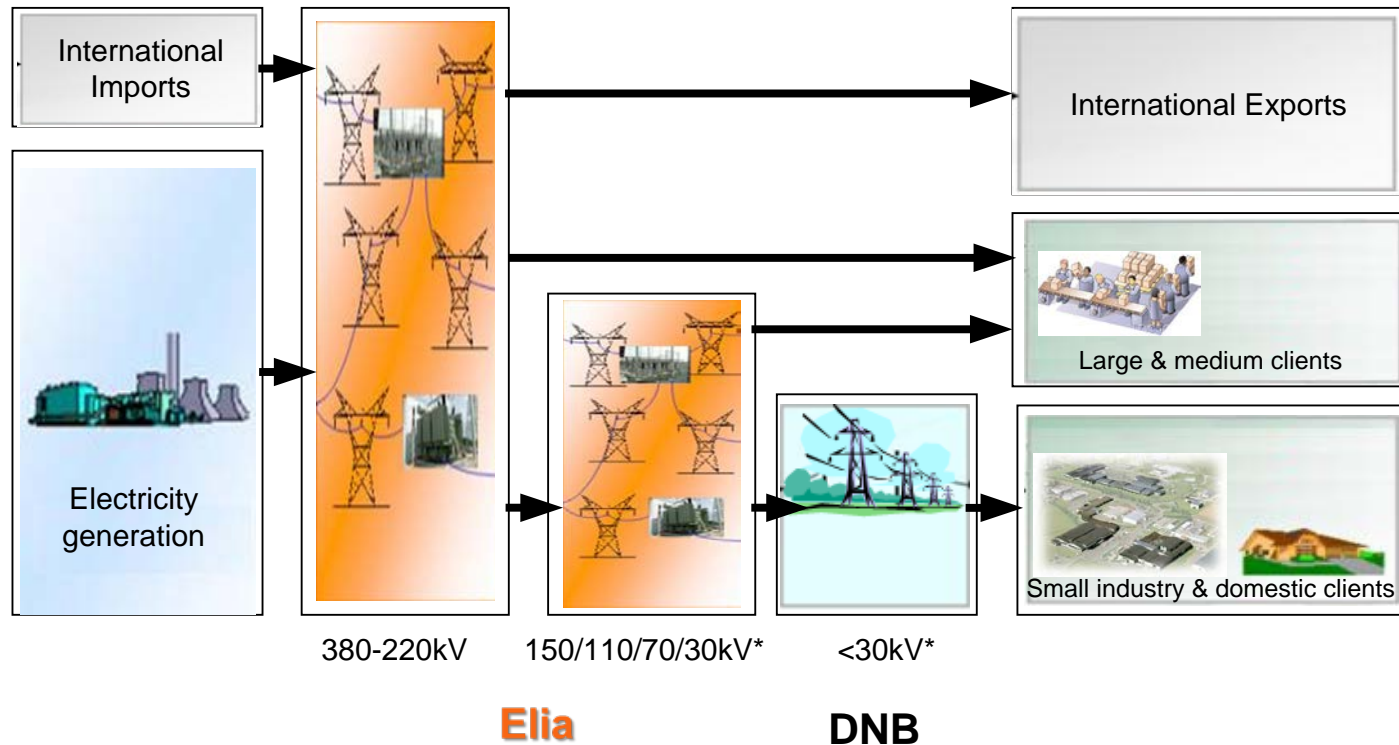 International
Imports
International Exports
Large & medium clients
Electricity
generation
Small industry & domestic clients
380-220kV
150/110/70/30kV*
<30kV*
Elia
DNB